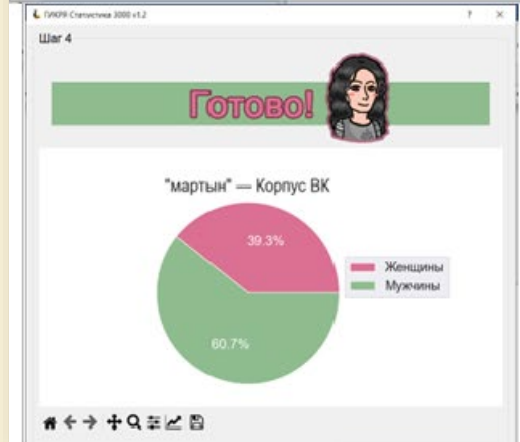 ГИКРЯ Статистика 3000 v1.2
Шаг 4
Готово!
"мартын" — Корпус ВК
39.3%
Женщины
Мужчины
60.7%